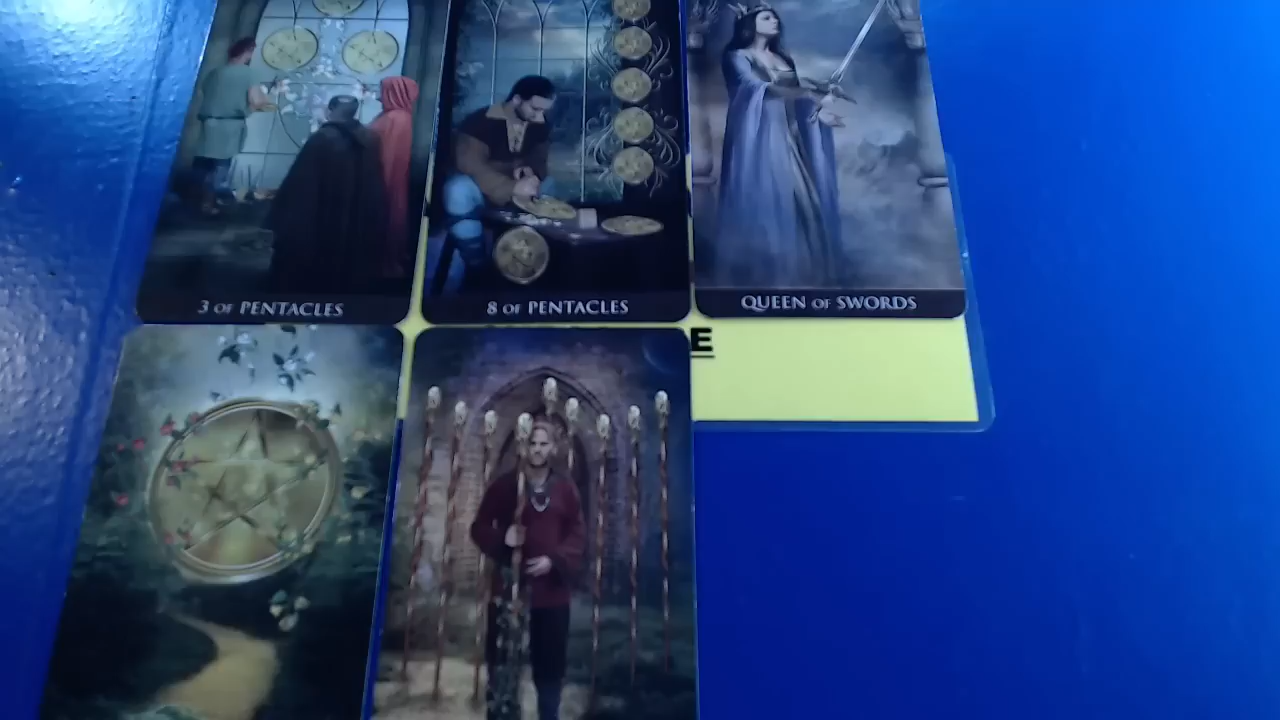 3 OF PENTACLES
8 OF PENTACLES
QUEEN OF SWORDS
E